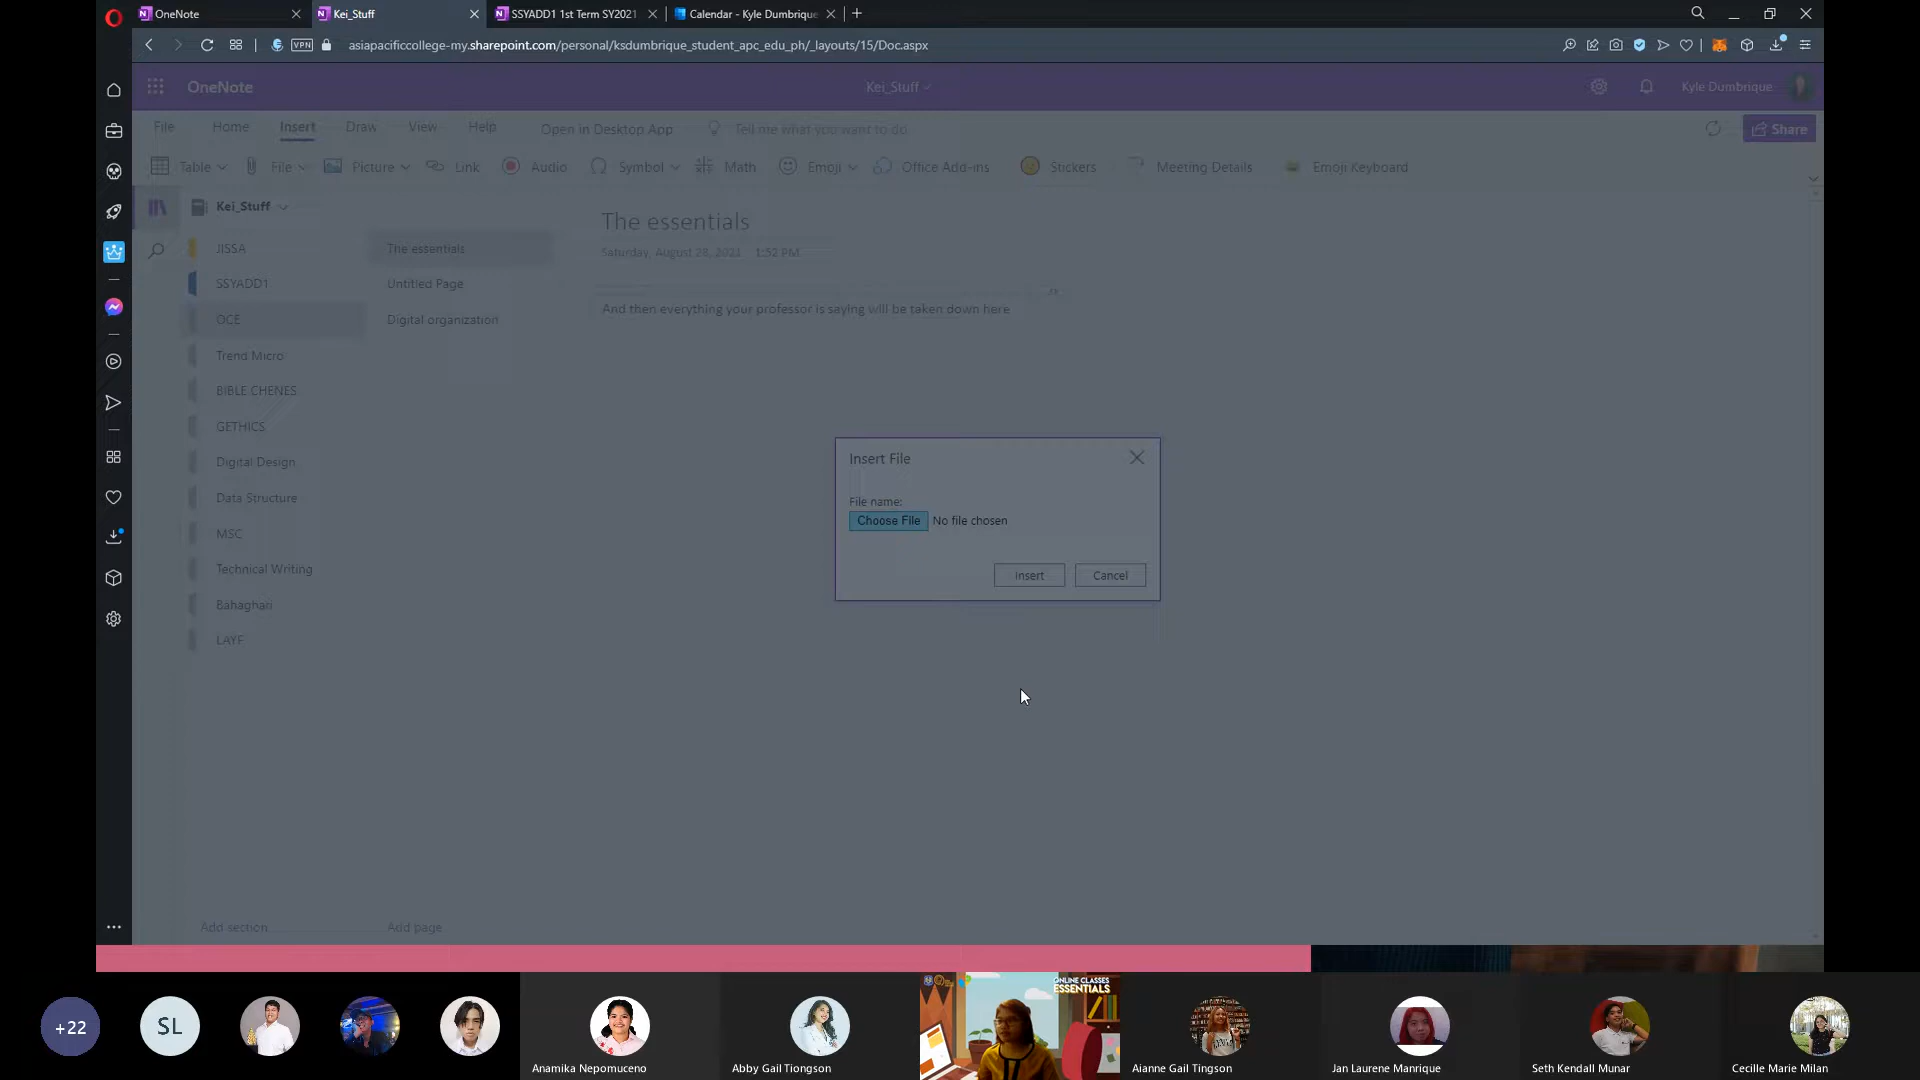 OneNote
Kei_Stuff
SSYADD1 1st Term SY2021
Calendar - Kyle Dumbrique
VPN
asiapacificcollege-my.sharepoint.com/personal/ksdumbrique_student_apc_edu_ph/_layouts/15/Doc.aspx
OneNote
Kei_Stuff
Kyle Dumbrique
File
Home
Insert
Draw
View
Help
Open in Desktop App
Tell me what you want to do
Share
Table
File
Picture
Link
Audio
Symbol
Math
Emoji
Office Add-ins
Stickers
Meeting Details
Emoji Keyboard
Kei_Stuff
JISSA
SSYADD1
OCE
Trend Micro
BIBLE CHENES
GETHICS
Digital Design
Data Structure
MSC
Technical Writing
Bahaghari
LAYF
Add section
The essentials
Untitled Page
Digital organization
Add page
The essentials
Saturday, August 28, 2021 1:52 PM
And then everything your professor is saying will be taken down here
Insert File
File name:
Choose File No file chosen
Insert
Cancel
+22
SL
Anamika Nepomuceno
Abby Gail Tiongson
ONLINE CLASSES
ESSENTIALS
Aianne Gail Tingson
Jan Laurene Manrique
Seth Kendall Munar
Cecille Marie Milan